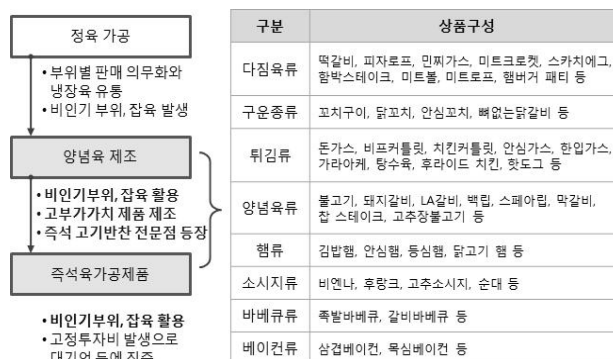 정육 가공
• 부위별 판매 의무화와
냉장육 유통
• 비인기 부위, 잡육 발생
양념육 제조
• 비인기부위, 잡육 활용
• 고부가가치 제품 제조
• 즉석 고기반찬 전문점 등장
즉석육가공제품
• 비인기부위, 잡육 활용
• 고정투자비 발생으로
대기업 등에 집중
구분 상품구성
다짐육류 떡갈비, 피자로프, 민찌가스, 미트크로켓, 스카치에그,
함박스테이크, 미트볼, 미트로프, 햄버거 패티 등
구운종류 꼬치구이, 닭꼬치, 안심꼬치, 뼈없는닭갈비 등
튀김류 돈가스, 비프커틀릿, 치킨커틀릿, 안심가스, 한입가스,
가라아게, 탕수육, 후라이드 치킨, 핫도그 등
양념육류 불고기, 돼지갈비, LA갈비, 백립, 스페아립, 막갈비,
찹 스테이크, 고추장불고기 등
햄류 김밥햄, 안심햄, 등심햄, 닭고기 햄 등
소시지류 비엔나, 후랑크, 고추소시지, 순대 등
바베큐류 족발바베큐, 갈비바베큐 등
베이컨류 삼겹베이컨, 목심베이컨 등